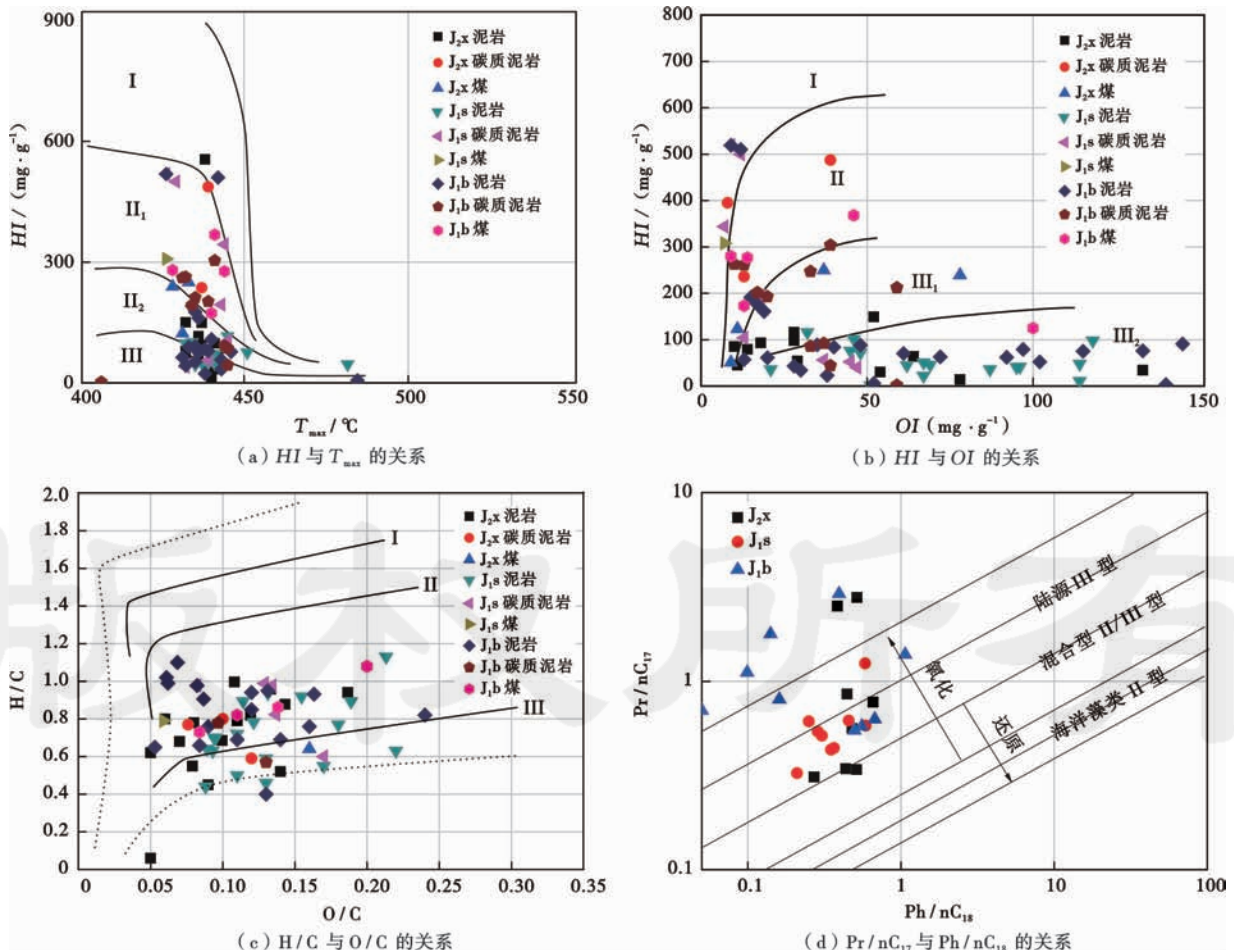 900
600
300
0
400
450
500
550
HI / (mg · g⁻¹)
T_max / ℃
I
II₁
II₂
III
J₂x 泥岩
J₂x 碳质泥岩
J₂x 煤
J₁s 泥岩
J₁s 碳质泥岩
J₁s 煤
J₁b 泥岩
J₁b 碳质泥岩
J₁b 煤
(a) HI 与 T_max 的关系
800
700
600
500
400
300
200
100
0
0
50
100
150
HI / (mg · g⁻¹)
OI (mg · g⁻¹)
I
II
III₁
III₂
J₂x 泥岩
J₂x 碳质泥岩
J₂x 煤
J₁s 泥岩
J₁s 碳质泥岩
J₁s 煤
J₁b 泥岩
J₁b 碳质泥岩
J₁b 煤
(b) HI 与 OI 的关系
2.0
1.8
1.6
1.4
1.2
1.0
0.8
0.6
0.4
0.2
0
0
0.05
0.10
0.15
0.20
0.25
0.30
0.35
H/C
O/C
I
II
III
J₂x 泥岩
J₂x 碳质泥岩
J₂x 煤
J₁s 泥岩
J₁s 碳质泥岩
J₁s 煤
J₁b 泥岩
J₁b 碳质泥岩
J₁b 煤
(c) H/C 与 O/C 的关系
10
1
0.1
0.1
1
10
100
Pr/nC₁₇
Ph/nC₁₈
J₂x
J₁s
J₁b
陆源 III 型
混合型 II/III 型
海洋藻类 II 型
氧化
还原
(d) Pr/nC₁₇ 与 Ph/nC₁₈ 的关系
版权所有